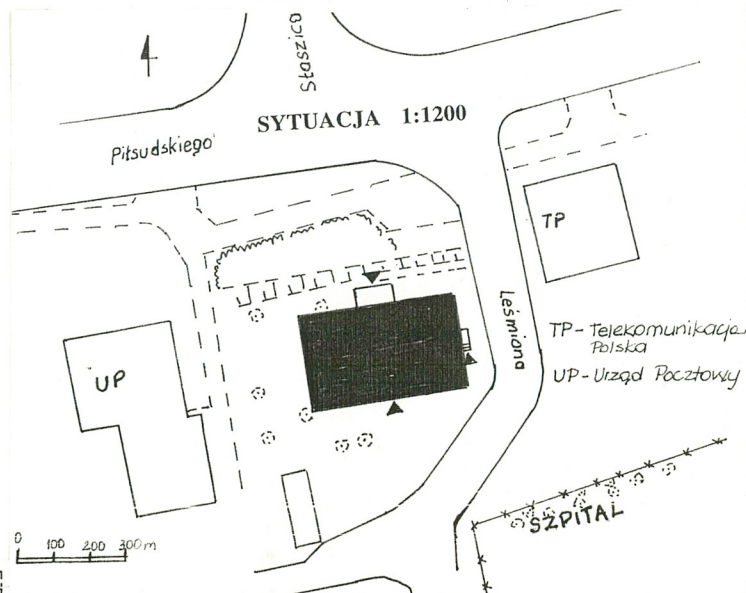 Staszica
SYTUACJA 1:1200
Piłsudskiego
TP
Leśmiana
TP - Telekomunikacja
Polska
UP - Urząd Pocztowy
UP
SZPITAL
0 100 200 300m